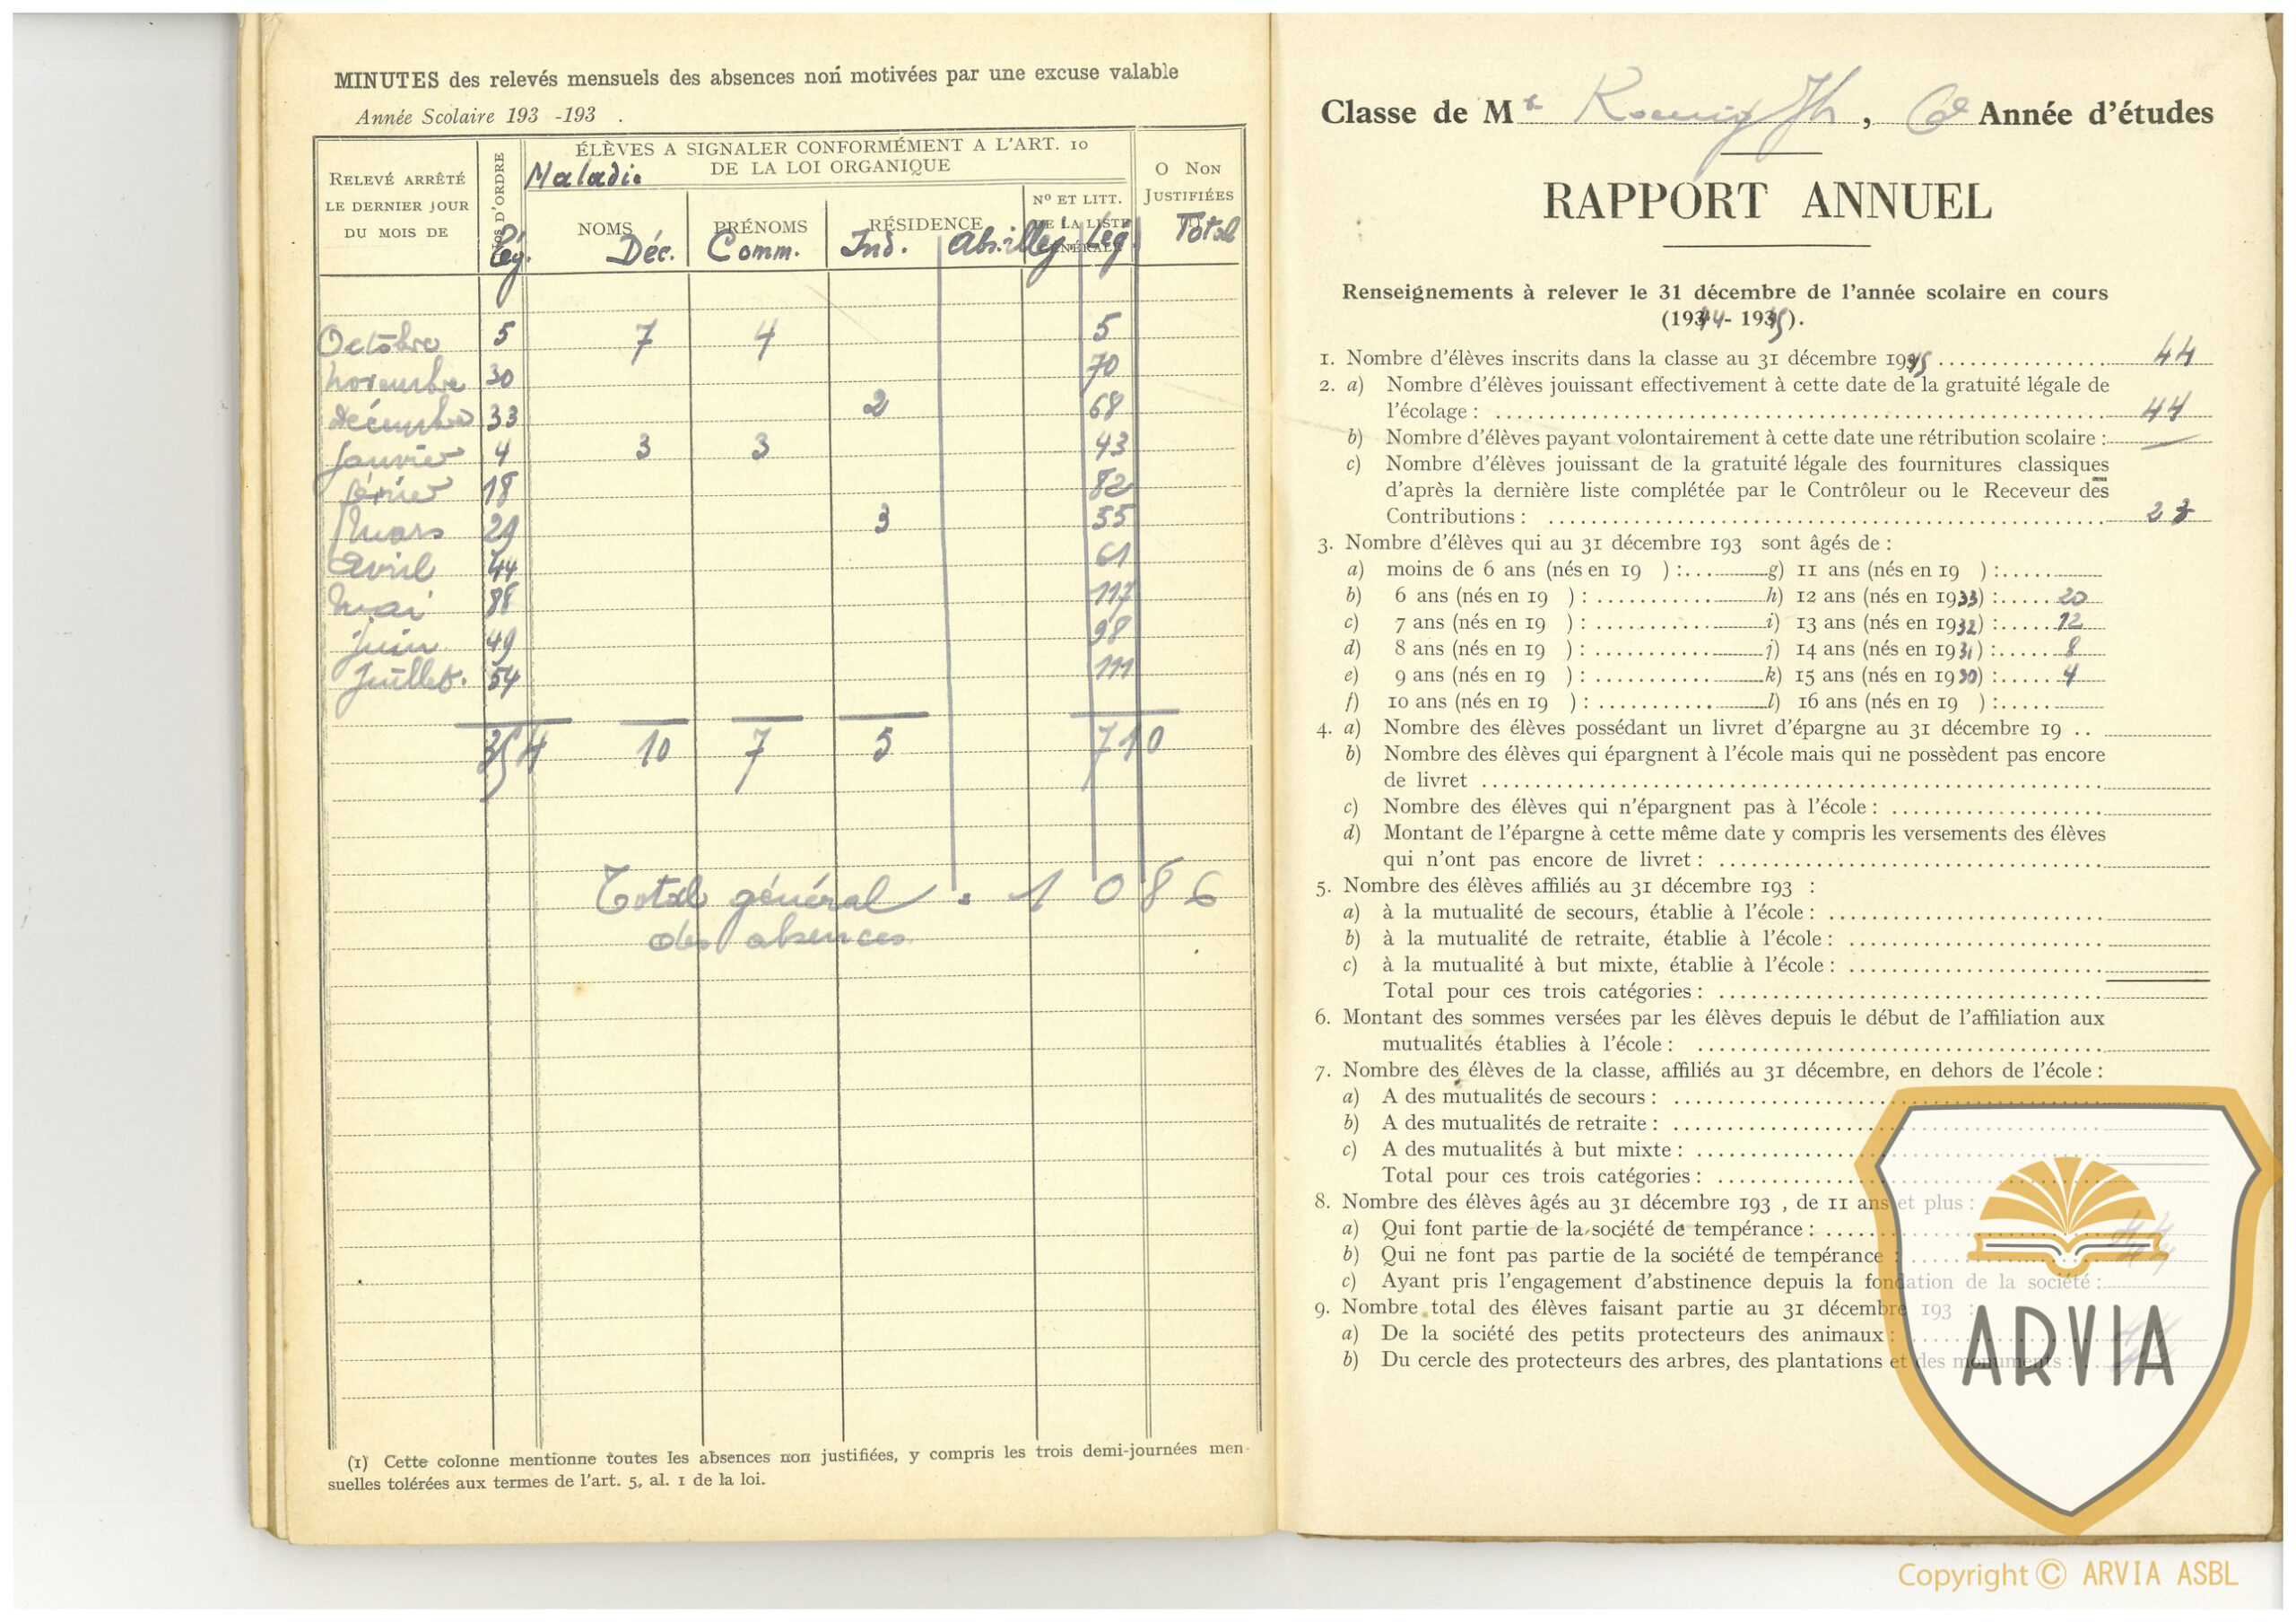 MINUTES des relevés mensuels des absences non motivées par une excuse valable
Année Scolaire 193 -193 .
RELEVÉ ARRÊTÉ LE DERNIER JOUR DU MOIS DE
Nos D'ORDRE
ÉLÈVES A SIGNALER CONFORMÉMENT A L'ART. 10
DE LA LOI ORGANIQUE
Maladie
NOMS
PRÉNOMS
RÉSIDENCE
Nº ET LITT. DE LA LISTE GÉNÉRALE
O NON JUSTIFIÉES
Lég. Déc. Comm. Ind. Abs. illég Lég Total
Octobre 5 7 4 5
Novembre 30 70
Décembre 33 2 68
Janvier 4 3 3 43
février 18 82
Mars 29 3 55
Avril 44 61
Mai 88 117
Juin 49 98
Juillet. 54 111
354 10 7 5 710
Total général : 1 086
des absences
(1) Cette colonne mentionne toutes les absences non justifiées, y compris les trois demi-journées men-
suelles tolérées aux termes de l'art. 5, al. 1 de la loi.
Classe de Mr Koenig Jh, 6e Année d'études
RAPPORT ANNUEL
Renseignements à relever le 31 décembre de l'année scolaire en cours
(1944-1945).
1. Nombre d'élèves inscrits dans la classe au 31 décembre 1945 44
2. a) Nombre d'élèves jouissant effectivement à cette date de la gratuité légale de
l'écolage : 44
b) Nombre d'élèves payant volontairement à cette date une rétribution scolaire : —
c) Nombre d'élèves jouissant de la gratuité légale des fournitures classiques
d'après la dernière liste complétée par le Contrôleur ou le Receveur des
Contributions :
3. Nombre d'élèves qui au 31 décembre 193 sont âgés de :
a) moins de 6 ans (nés en 19 ) : g) 11 ans (nés en 19 ) :
b) 6 ans (nés en 19 ) : h) 12 ans (nés en 1933) : 20
c) 7 ans (nés en 19 ) : i) 13 ans (nés en 1932) : 12
d) 8 ans (nés en 19 ) : j) 14 ans (nés en 1931) : 8
e) 9 ans (nés en 19 ) : k) 15 ans (nés en 1930) : 4
f) 10 ans (nés en 19 ) : l) 16 ans (nés en 19 ) :
4. a) Nombre des élèves possédant un livret d'épargne au 31 décembre 19 ..
b) Nombre des élèves qui épargnent à l'école mais qui ne possèdent pas encore
de livret
c) Nombre des élèves qui n'épargnent pas à l'école :
d) Montant de l'épargne à cette même date y compris les versements des élèves
qui n'ont pas encore de livret :
5. Nombre des élèves affiliés au 31 décembre 193 :
a) à la mutualité de secours, établie à l'école :
b) à la mutualité de retraite, établie à l'école :
c) à la mutualité à but mixte, établie à l'école :
Total pour ces trois catégories :
6. Montant des sommes versées par les élèves depuis le début de l'affiliation aux
mutualités établies à l'école :
7. Nombre des élèves de la classe, affiliés au 31 décembre, en dehors de l'école :
a) A des mutualités de secours :
b) A des mutualités de retraite :
c) A des mutualités à but mixte :
Total pour ces trois catégories :
8. Nombre des élèves âgés au 31 décembre 193 , de 11 ans et plus :
a) Qui font partie de la société de tempérance :
b) Qui ne font pas partie de la société de tempérance :
c) Ayant pris l'engagement d'abstinence depuis la fondation de la société :
9. Nombre total des élèves faisant partie au 31 décembre 193 :
a) De la société des petits protecteurs des animaux :
b) Du cercle des protecteurs des arbres, des plantations et des monuments :
ARVIA
Copyright © ARVIA ASBL